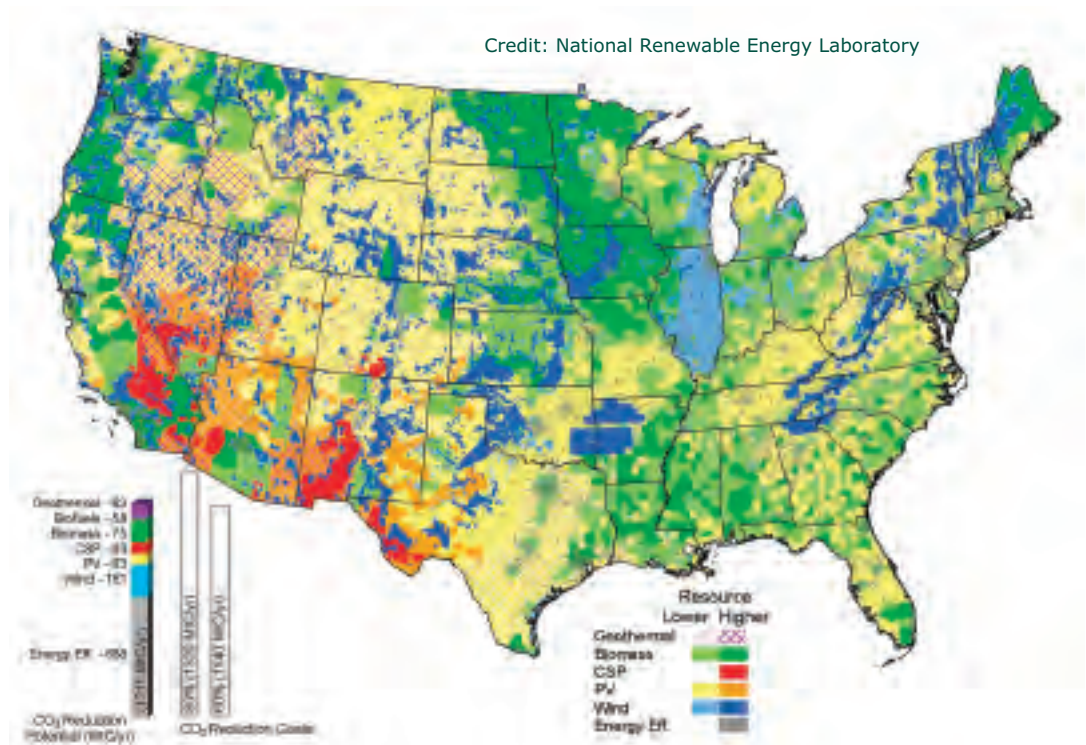 Credit: National Renewable Energy Laboratory
Geothermal -83
Biofuels -58
Biomass -75
CSP -63
PV -63
Wind -181
Energy Eff. -688
CO₂ Reduction
Potential (MtC/yr)
CO₂ Reduction Goals
Resource
Lower Higher
Geothermal
Biomass
CSP
PV
Wind
Energy Eff.